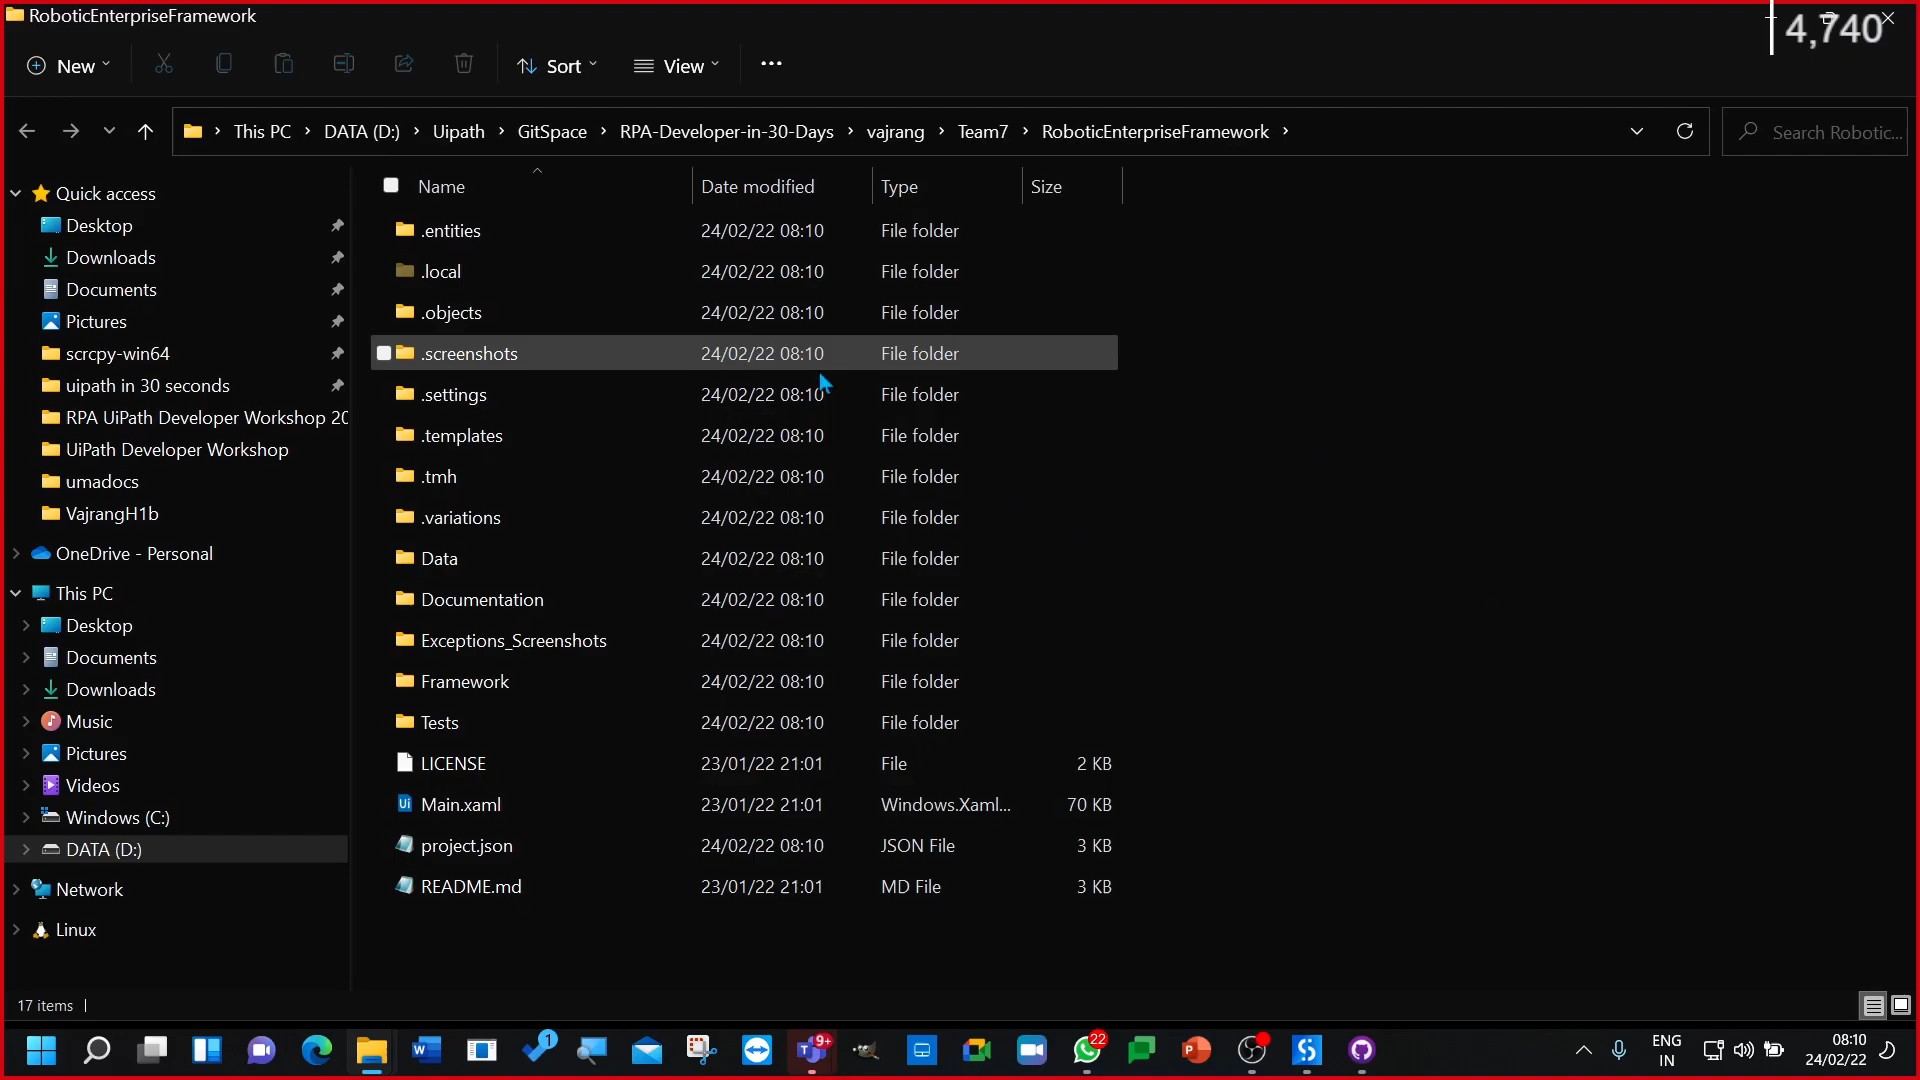 RoboticEnterpriseFramework
4,740
New
Sort
View
This PC > DATA (D:) > Uipath > GitSpace > RPA-Developer-in-30-Days > vajrang > Team7 > RoboticEnterpriseFramework >
Search Robotic...
Quick access
Desktop
Downloads
Documents
Pictures
scrcpy-win64
uipath in 30 seconds
RPA UiPath Developer Workshop 20
UiPath Developer Workshop
umadocs
VajrangH1b
OneDrive - Personal
This PC
Desktop
Documents
Downloads
Music
Pictures
Videos
Windows (C:)
DATA (D:)
Network
Linux
Name Date modified Type Size
.entities 24/02/22 08:10 File folder
.local 24/02/22 08:10 File folder
.objects 24/02/22 08:10 File folder
.screenshots 24/02/22 08:10 File folder
.settings 24/02/22 08:10 File folder
.templates 24/02/22 08:10 File folder
.tmh 24/02/22 08:10 File folder
.variations 24/02/22 08:10 File folder
Data 24/02/22 08:10 File folder
Documentation 24/02/22 08:10 File folder
Exceptions_Screenshots 24/02/22 08:10 File folder
Framework 24/02/22 08:10 File folder
Tests 24/02/22 08:10 File folder
LICENSE 23/01/22 21:01 File 2 KB
Main.xaml 23/01/22 21:01 Windows.Xaml... 70 KB
project.json 24/02/22 08:10 JSON File 3 KB
README.md 23/01/22 21:01 MD File 3 KB
17 items
1
9+
22
ENG
IN
08:10
24/02/22